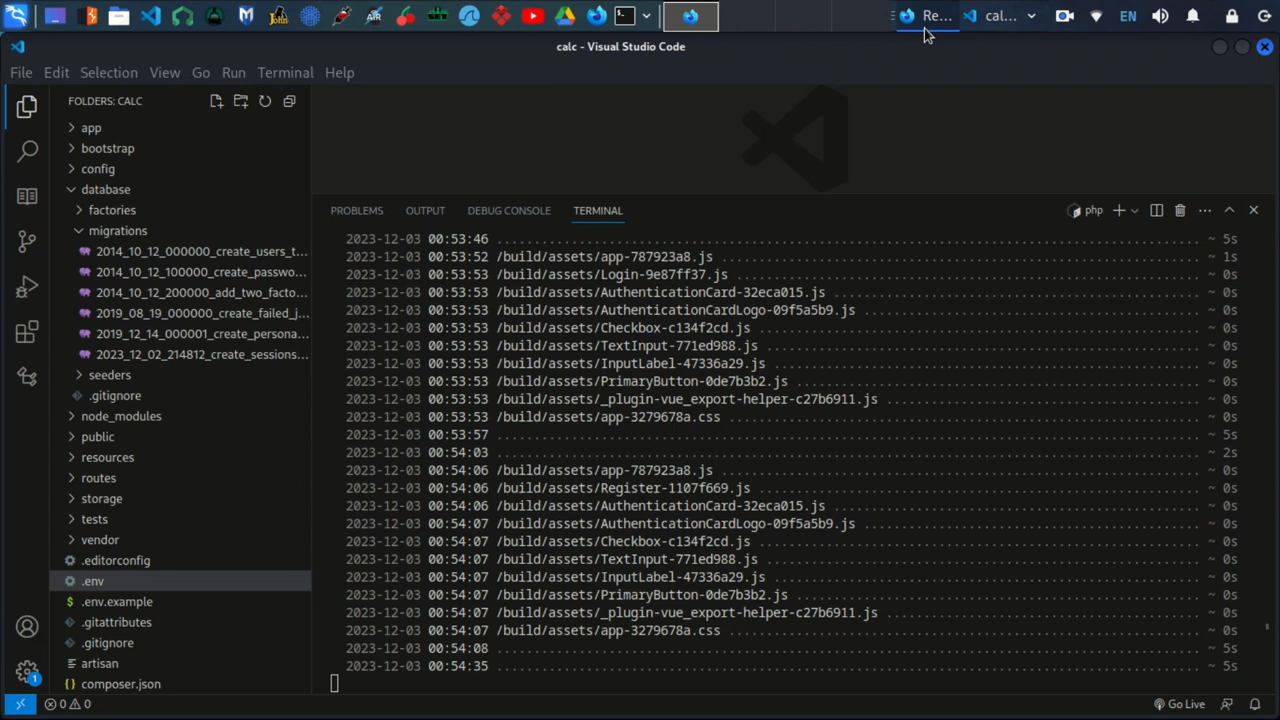 Re...
cal...
EN
calc - Visual Studio Code
File Edit Selection View Go Run Terminal Help
FOLDERS: CALC
app
bootstrap
config
database
factories
migrations
2014_10_12_000000_create_users_t...
2014_10_12_100000_create_passwo...
2014_10_12_200000_add_two_facto...
2019_08_19_000000_create_failed_j...
2019_12_14_000001_create_persona...
2023_12_02_214812_create_sessions...
seeders
.gitignore
node_modules
public
resources
routes
storage
tests
vendor
.editorconfig
.env
.env.example
.gitattributes
.gitignore
artisan
composer.json
PROBLEMS OUTPUT DEBUG CONSOLE TERMINAL
php
2023-12-03 00:53:46 ~ 5s
2023-12-03 00:53:52 /build/assets/app-787923a8.js ~ 1s
2023-12-03 00:53:53 /build/assets/Login-9e87ff37.js ~ 0s
2023-12-03 00:53:53 /build/assets/AuthenticationCard-32eca015.js ~ 0s
2023-12-03 00:53:53 /build/assets/AuthenticationCardLogo-09f5a5b9.js ~ 0s
2023-12-03 00:53:53 /build/assets/Checkbox-c134f2cd.js ~ 0s
2023-12-03 00:53:53 /build/assets/TextInput-771ed988.js ~ 0s
2023-12-03 00:53:53 /build/assets/InputLabel-47336a29.js ~ 0s
2023-12-03 00:53:53 /build/assets/PrimaryButton-0de7b3b2.js ~ 0s
2023-12-03 00:53:53 /build/assets/_plugin-vue_export-helper-c27b6911.js ~ 0s
2023-12-03 00:53:53 /build/assets/app-3279678a.css ~ 0s
2023-12-03 00:53:57 ~ 5s
2023-12-03 00:54:03 ~ 2s
2023-12-03 00:54:06 /build/assets/app-787923a8.js ~ 0s
2023-12-03 00:54:06 /build/assets/Register-1107f669.js ~ 0s
2023-12-03 00:54:06 /build/assets/AuthenticationCard-32eca015.js ~ 0s
2023-12-03 00:54:07 /build/assets/AuthenticationCardLogo-09f5a5b9.js ~ 0s
2023-12-03 00:54:07 /build/assets/Checkbox-c134f2cd.js ~ 0s
2023-12-03 00:54:07 /build/assets/TextInput-771ed988.js ~ 0s
2023-12-03 00:54:07 /build/assets/InputLabel-47336a29.js ~ 0s
2023-12-03 00:54:07 /build/assets/PrimaryButton-0de7b3b2.js ~ 0s
2023-12-03 00:54:07 /build/assets/_plugin-vue_export-helper-c27b6911.js ~ 0s
2023-12-03 00:54:07 /build/assets/app-3279678a.css ~ 0s
2023-12-03 00:54:08 ~ 5s
2023-12-03 00:54:35 ~ 5s
1
0 0
Go Live